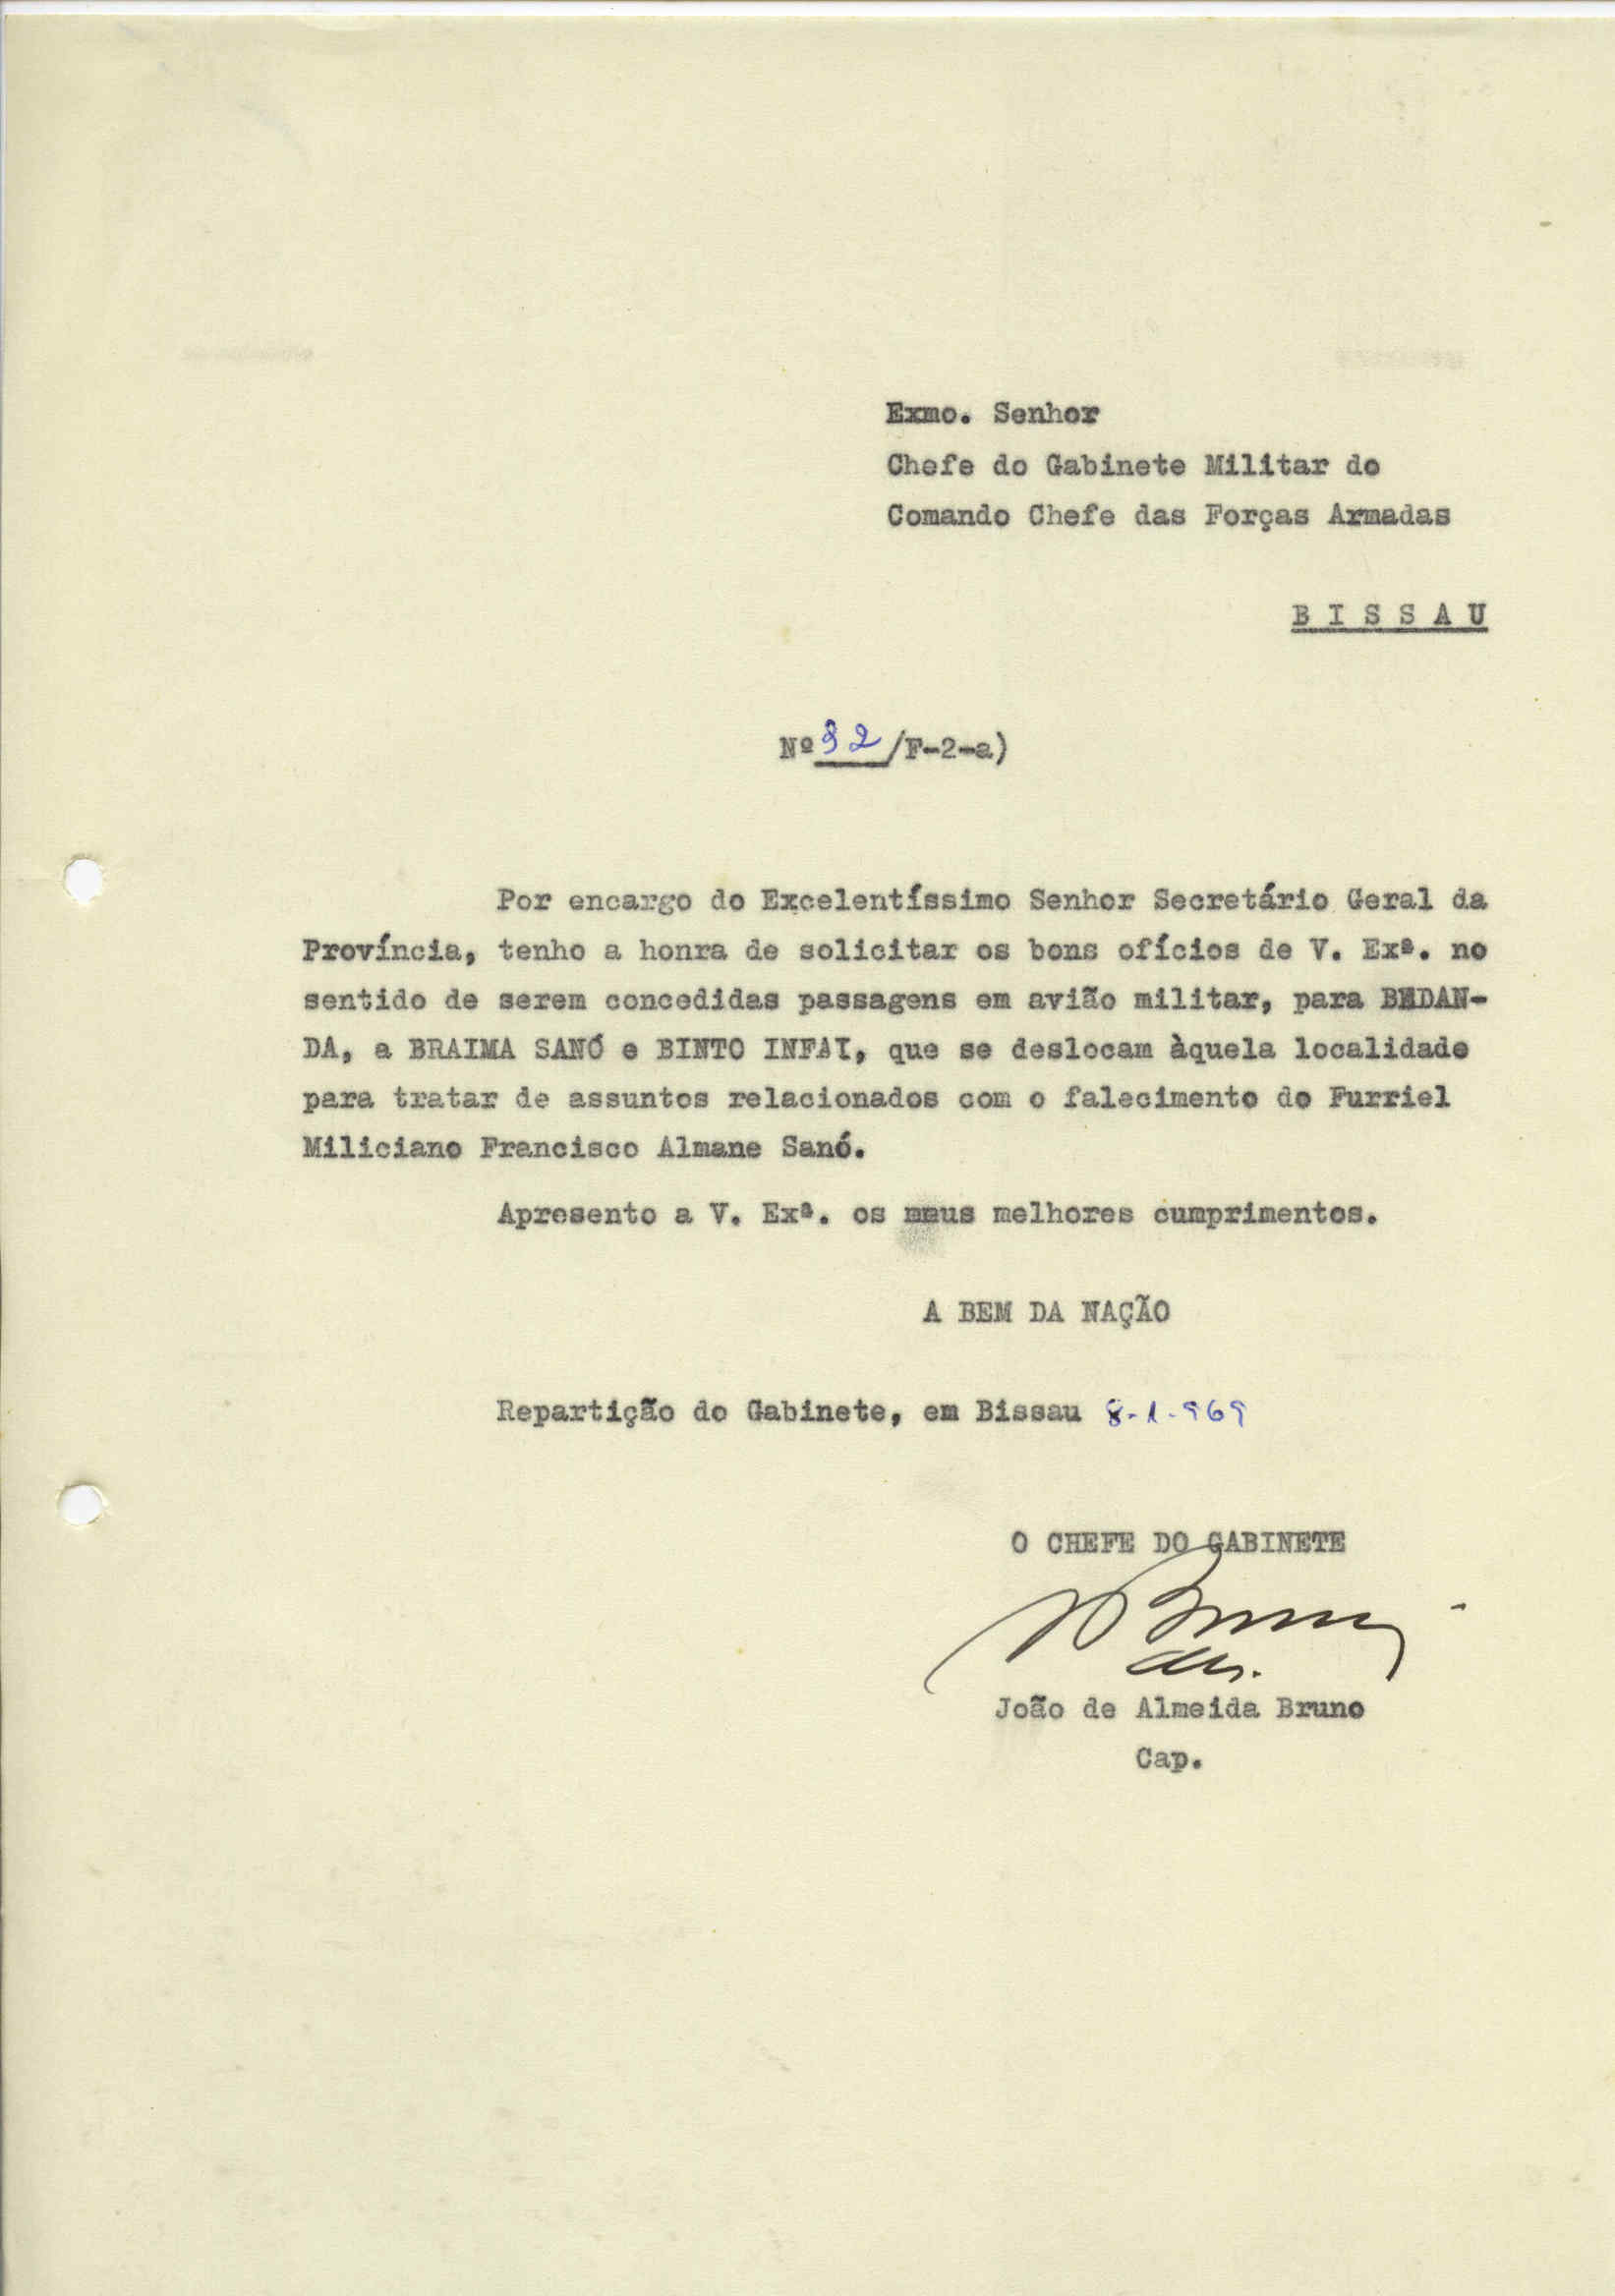 Exmo. Senhor
Chefe do Gabinete Militar do
Comando Chefe das Forças Armadas
B I S S A U
Nº 92/F-2-a)
Por encargo do Excelentíssimo Senhor Secretário Geral da
Província, tenho a honra de solicitar os bons ofícios de V. Exª. no
sentido de serem concedidas passagens em avião militar, para BEDAN-
DA, a BRAIMA SANÓ e BINTO INFAI, que se deslocam àquela localidade
para tratar de assuntos relacionados com o falecimento do Furriel
Miliciano Francisco Almane Sanó.
Apresento a V. Exª. os meus melhores cumprimentos.
A BEM DA NAÇÃO
Repartição do Gabinete, em Bissau 8-1-969
O CHEFE DO GABINETE
João de Almeida Bruno
Cap.